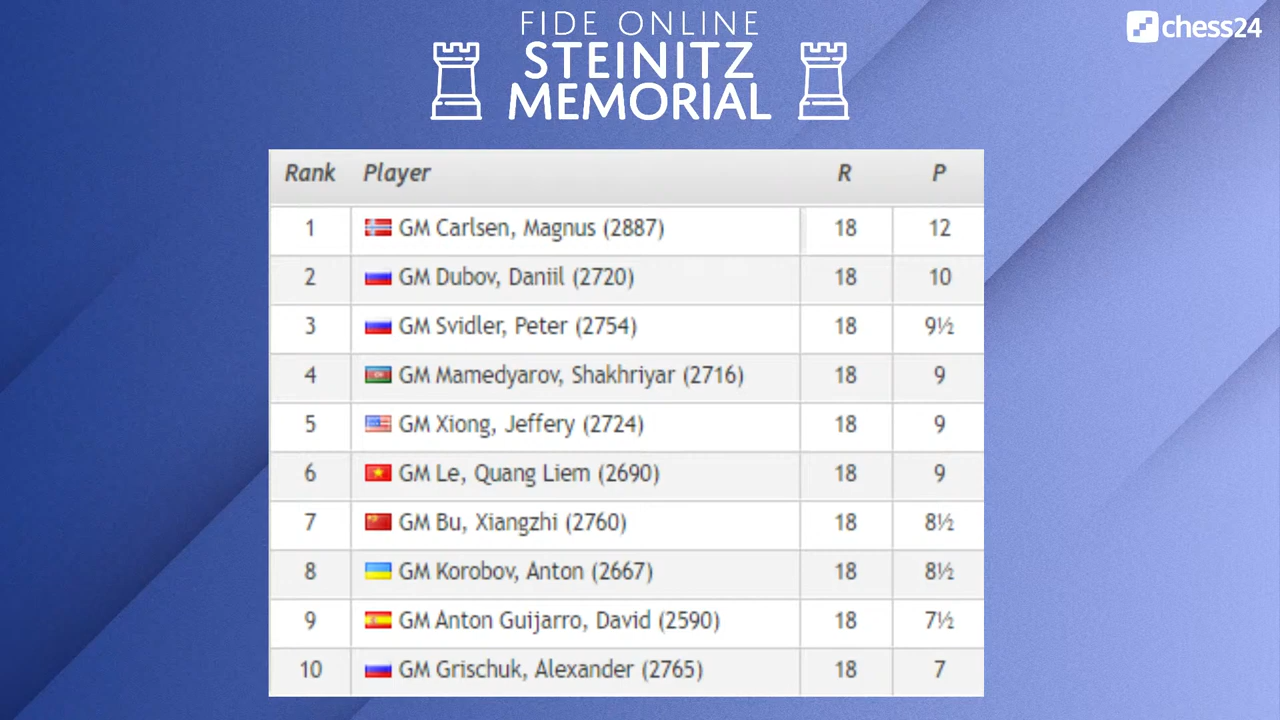 FIDE ONLINE
STEINITZ
MEMORIAL
chess24
Rank Player R P
1 GM Carlsen, Magnus (2887) 18 12
2 GM Dubov, Daniil (2720) 18 10
3 GM Svidler, Peter (2754) 18 9½
4 GM Mamedyarov, Shakhriyar (2716) 18 9
5 GM Xiong, Jeffery (2724) 18 9
6 GM Le, Quang Liem (2690) 18 9
7 GM Bu, Xiangzhi (2760) 18 8½
8 GM Korobov, Anton (2667) 18 8½
9 GM Anton Guijarro, David (2590) 18 7½
10 GM Grischuk, Alexander (2765) 18 7